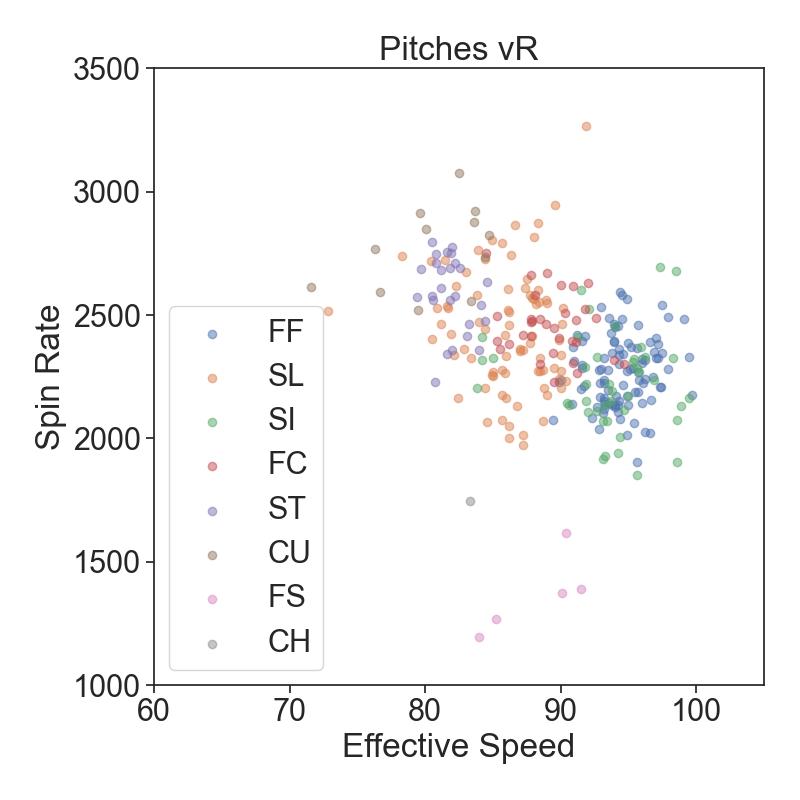 Pitches vR
3500
3000
2500
2000
1500
1000
Spin Rate
FF
SL
SI
FC
ST
CU
FS
CH
60 70 80 90 100
Effective Speed